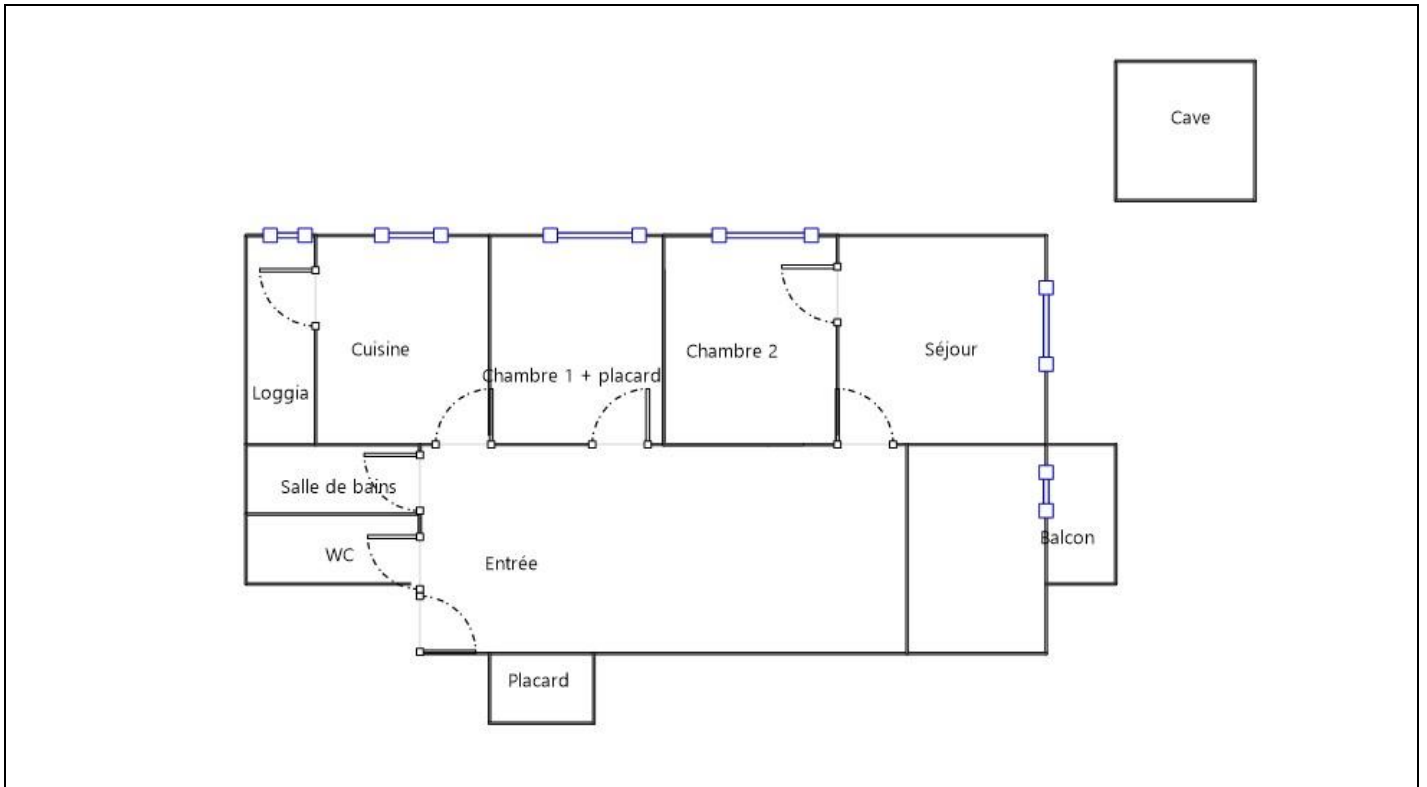 Cave
Cuisine
Chambre 2
Séjour
Chambre 1 + placard
Loggia
Salle de bains
Balcon
WC
Entrée
Placard